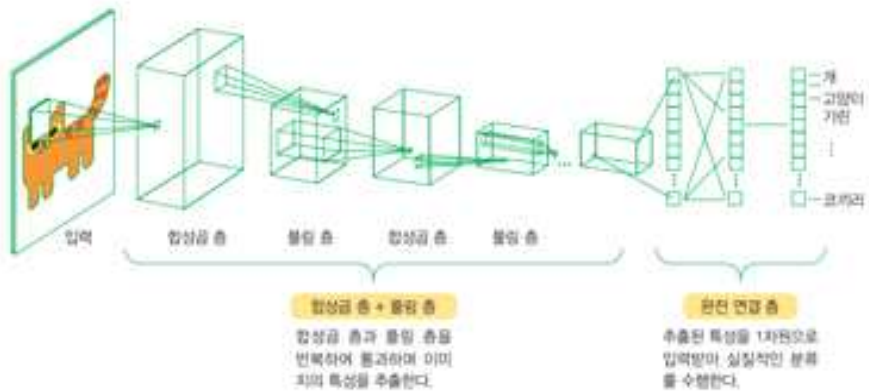 개
고양이
기린
⋮
코끼리
입력
합성곱 층
풀링 층
합성곱 층
풀링 층
합성곱 층 + 풀링 층
합성곱 층과 풀링 층을
반복하여 통과하며 이미
지의 특성을 추출한다.
완전 연결 층
추출된 특성을 1차원으로
입력받아 실질적인 분류
를 수행한다.